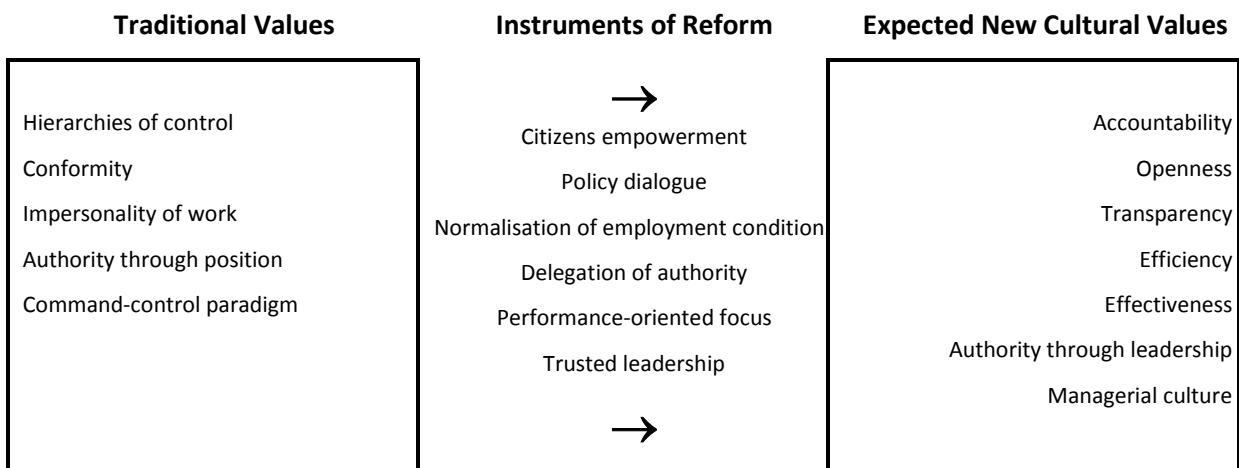 Traditional Values
Hierarchies of control
Conformity
Impersonality of work
Authority through position
Command-control paradigm
Instruments of Reform
→
Citizens empowerment
Policy dialogue
Normalisation of employment condition
Delegation of authority
Performance-oriented focus
Trusted leadership
→
Expected New Cultural Values
Accountability
Openness
Transparency
Efficiency
Effectiveness
Authority through leadership
Managerial culture